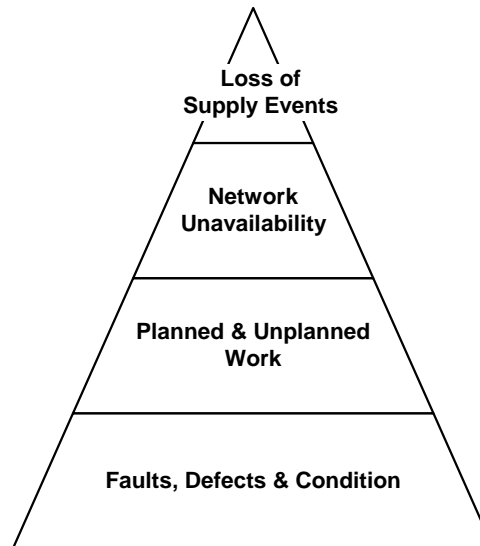 Loss of
Supply Events
Network
Unavailability
Planned & Unplanned
Work
Faults, Defects & Condition